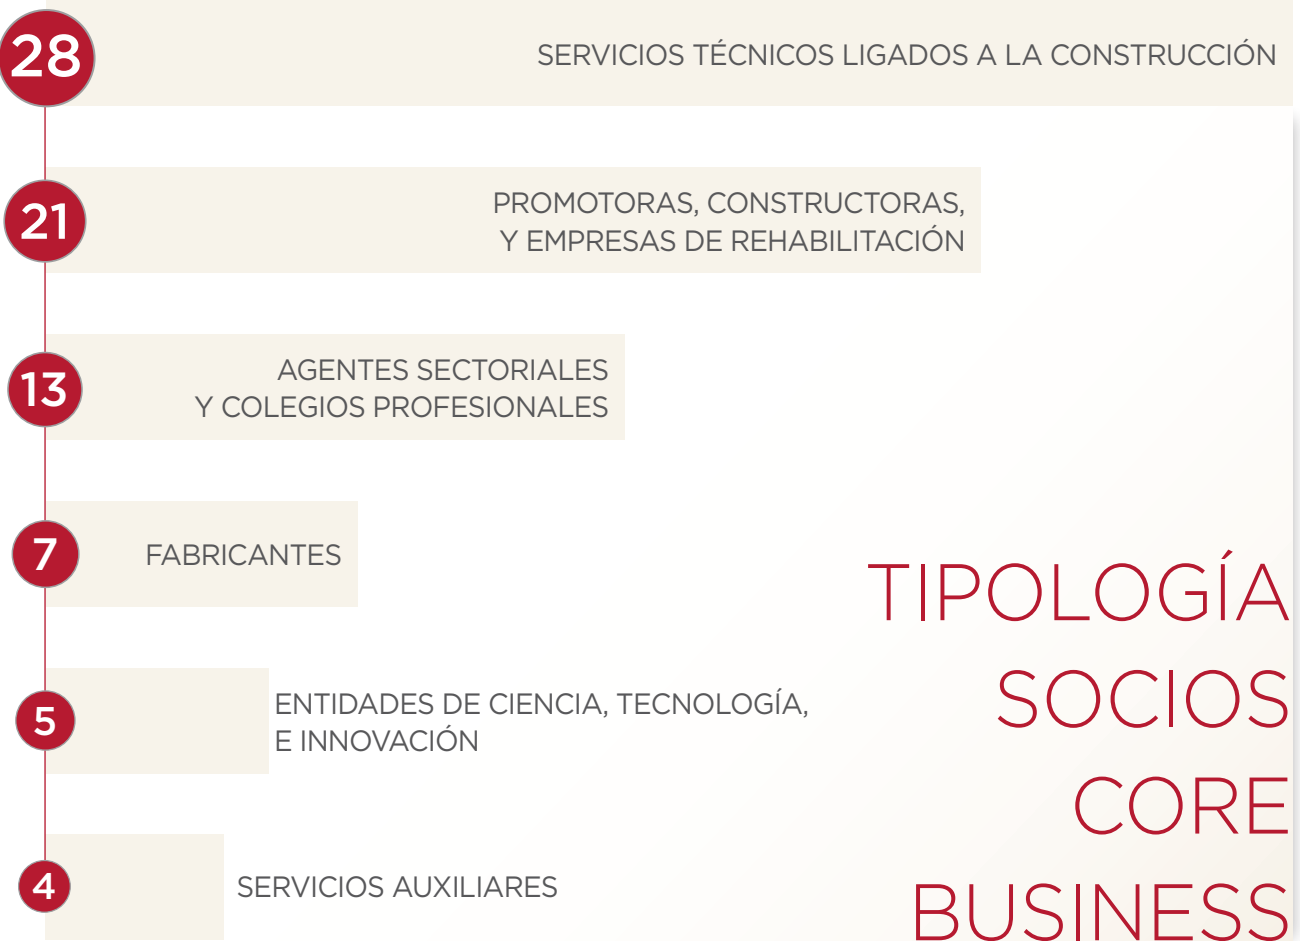 28
SERVICIOS TÉCNICOS LIGADOS A LA CONSTRUCCIÓN
21
PROMOTORAS, CONSTRUCTORAS,
Y EMPRESAS DE REHABILITACIÓN
13
AGENTES SECTORIALES
Y COLEGIOS PROFESIONALES
7
FABRICANTES
5
ENTIDADES DE CIENCIA, TECNOLOGÍA,
E INNOVACIÓN
4
SERVICIOS AUXILIARES
TIPOLOGÍA
SOCIOS
CORE
BUSINESS